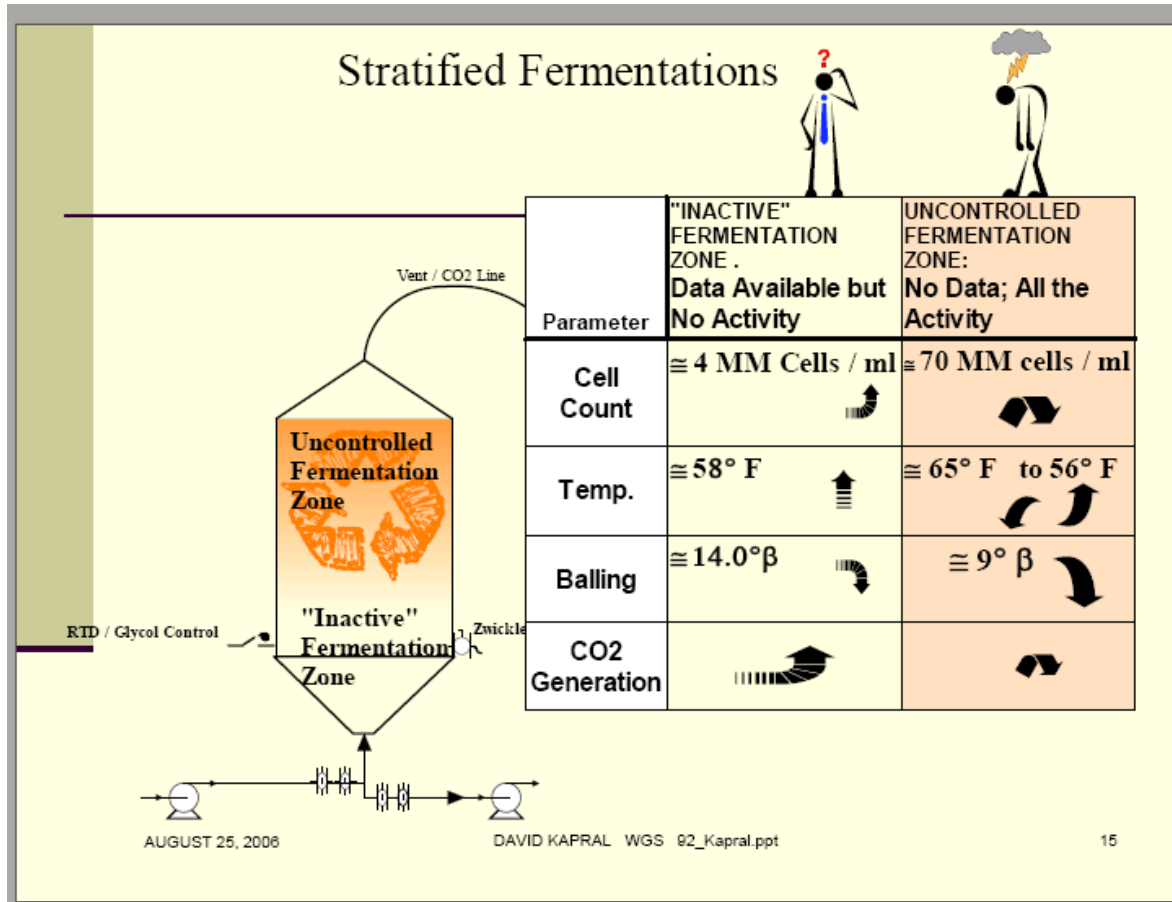 Stratified Fermentations
?
Vent / CO2 Line
Uncontrolled
Fermentation
Zone
"Inactive"
Fermentation
Zone
RTD / Glycol Control
Zwickle
Parameter
"INACTIVE"
FERMENTATION
ZONE .
Data Available but
No Activity
UNCONTROLLED
FERMENTATION
ZONE:
No Data; All the
Activity
Cell
Count
≅ 4 MM Cells / ml
≅ 70 MM cells / ml
Temp.
≅ 58° F
≅ 65° F to 56° F
Balling
≅ 14.0°β
≅ 9° β
CO2
Generation
AUGUST 25, 2006
DAVID KAPRAL WGS 92_Kapral.ppt
15